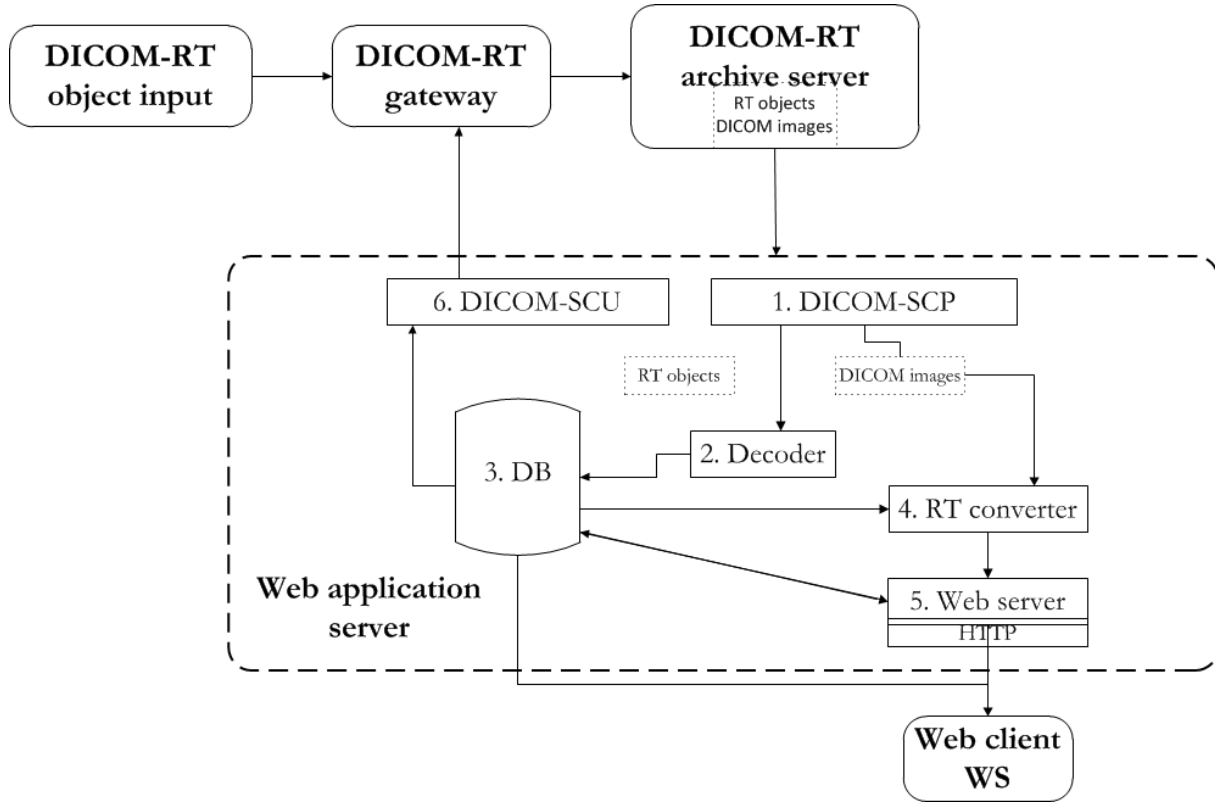 DICOM-RT
object input
DICOM-RT
gateway
DICOM-RT
archive server
RT objects
DICOM images
6. DICOM-SCU
1. DICOM-SCP
RT objects
DICOM images
3. DB
2. Decoder
4. RT converter
Web application
server
5. Web server
HTTP
Web client
WS